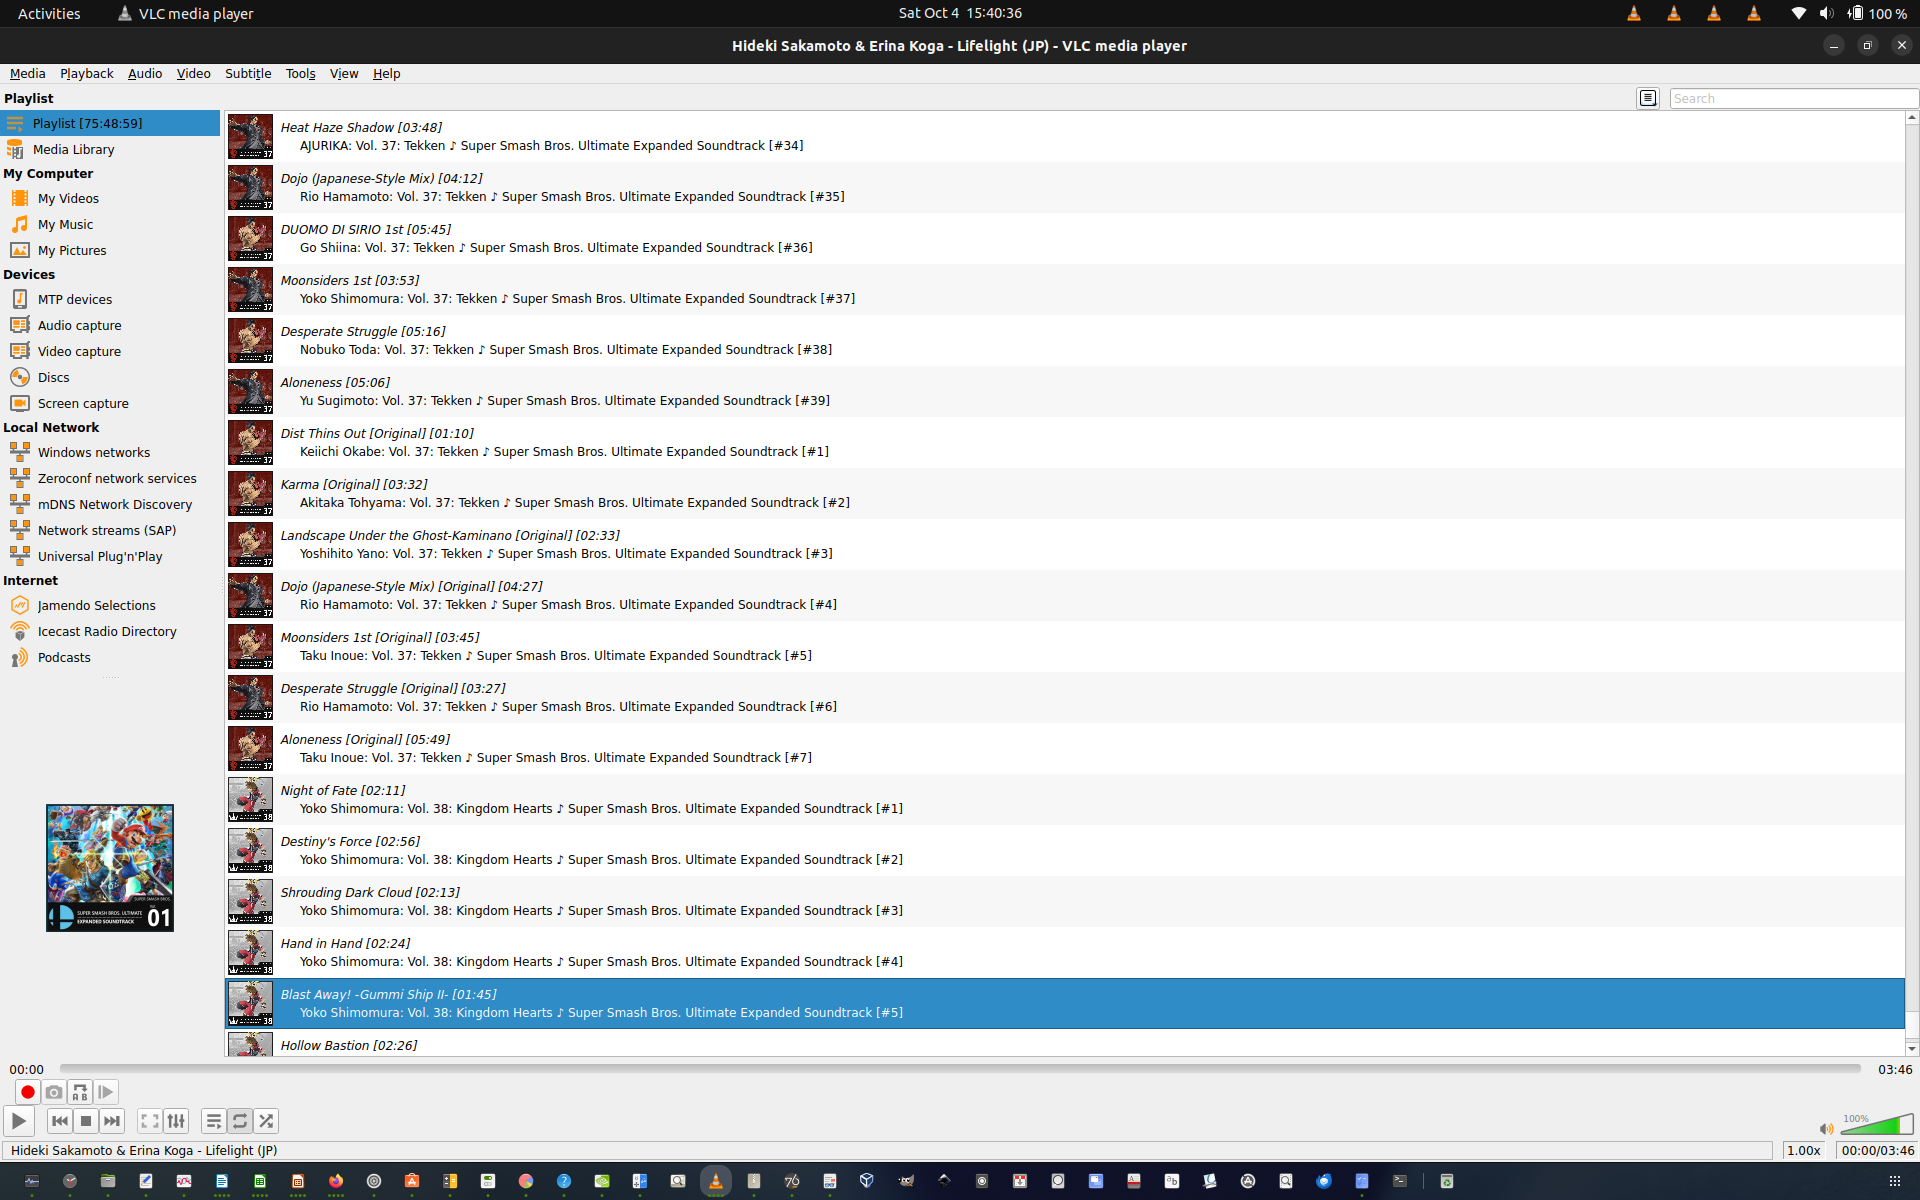 Activities
VLC media player
Sat Oct 4 15:40:36
100 %
Hideki Sakamoto & Erina Koga - Lifelight (JP) - VLC media player
Media Playback Audio Video Subtitle Tools View Help
Playlist
Search
Playlist [75:48:59]
Media Library
My Computer
My Videos
My Music
My Pictures
Devices
MTP devices
Audio capture
Video capture
Discs
Screen capture
Local Network
Windows networks
Zeroconf network services
mDNS Network Discovery
Network streams (SAP)
Universal Plug'n'Play
Internet
Jamendo Selections
Icecast Radio Directory
Podcasts
Heat Haze Shadow [03:48]
AJURIKA: Vol. 37: Tekken ♪ Super Smash Bros. Ultimate Expanded Soundtrack [#34]
Dojo (Japanese-Style Mix) [04:12]
Rio Hamamoto: Vol. 37: Tekken ♪ Super Smash Bros. Ultimate Expanded Soundtrack [#35]
DUOMO DI SIRIO 1st [05:45]
Go Shiina: Vol. 37: Tekken ♪ Super Smash Bros. Ultimate Expanded Soundtrack [#36]
Moonsiders 1st [03:53]
Yoko Shimomura: Vol. 37: Tekken ♪ Super Smash Bros. Ultimate Expanded Soundtrack [#37]
Desperate Struggle [05:16]
Nobuko Toda: Vol. 37: Tekken ♪ Super Smash Bros. Ultimate Expanded Soundtrack [#38]
Aloneness [05:06]
Yu Sugimoto: Vol. 37: Tekken ♪ Super Smash Bros. Ultimate Expanded Soundtrack [#39]
Dist Thins Out [Original] [01:10]
Keiichi Okabe: Vol. 37: Tekken ♪ Super Smash Bros. Ultimate Expanded Soundtrack [#1]
Karma [Original] [03:32]
Akitaka Tohyama: Vol. 37: Tekken ♪ Super Smash Bros. Ultimate Expanded Soundtrack [#2]
Landscape Under the Ghost-Kaminano [Original] [02:33]
Yoshihito Yano: Vol. 37: Tekken ♪ Super Smash Bros. Ultimate Expanded Soundtrack [#3]
Dojo (Japanese-Style Mix) [Original] [04:27]
Rio Hamamoto: Vol. 37: Tekken ♪ Super Smash Bros. Ultimate Expanded Soundtrack [#4]
Moonsiders 1st [Original] [03:45]
Taku Inoue: Vol. 37: Tekken ♪ Super Smash Bros. Ultimate Expanded Soundtrack [#5]
Desperate Struggle [Original] [03:27]
Rio Hamamoto: Vol. 37: Tekken ♪ Super Smash Bros. Ultimate Expanded Soundtrack [#6]
Aloneness [Original] [05:49]
Taku Inoue: Vol. 37: Tekken ♪ Super Smash Bros. Ultimate Expanded Soundtrack [#7]
Night of Fate [02:11]
Yoko Shimomura: Vol. 38: Kingdom Hearts ♪ Super Smash Bros. Ultimate Expanded Soundtrack [#1]
Destiny's Force [02:56]
Yoko Shimomura: Vol. 38: Kingdom Hearts ♪ Super Smash Bros. Ultimate Expanded Soundtrack [#2]
Shrouding Dark Cloud [02:13]
Yoko Shimomura: Vol. 38: Kingdom Hearts ♪ Super Smash Bros. Ultimate Expanded Soundtrack [#3]
Hand in Hand [02:24]
Yoko Shimomura: Vol. 38: Kingdom Hearts ♪ Super Smash Bros. Ultimate Expanded Soundtrack [#4]
Blast Away! -Gummi Ship II- [01:45]
Yoko Shimomura: Vol. 38: Kingdom Hearts ♪ Super Smash Bros. Ultimate Expanded Soundtrack [#5]
Hollow Bastion [02:26]
SUPER SMASH BROS. ULTIMATE
EXPANDED SOUNDTRACK
01
00:00
03:46
100%
Hideki Sakamoto & Erina Koga - Lifelight (JP)
1.00x
00:00/03:46